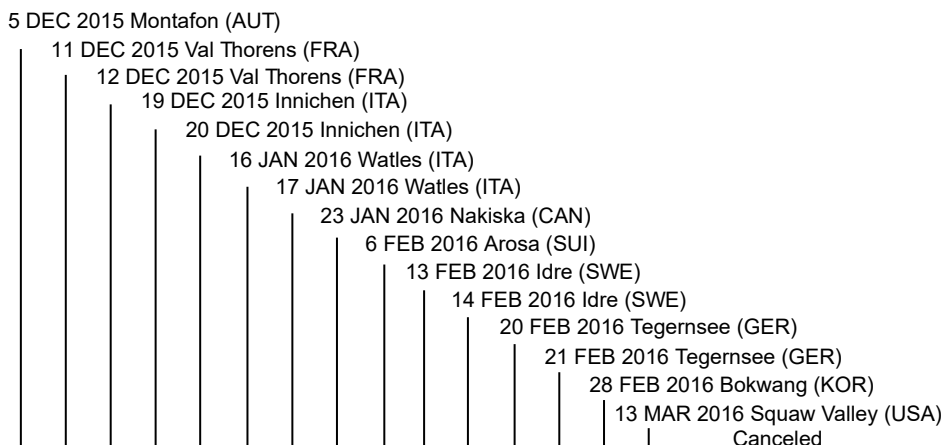 5 DEC 2015 Montafon (AUT)
11 DEC 2015 Val Thorens (FRA)
12 DEC 2015 Val Thorens (FRA)
19 DEC 2015 Innichen (ITA)
20 DEC 2015 Innichen (ITA)
16 JAN 2016 Watles (ITA)
17 JAN 2016 Watles (ITA)
23 JAN 2016 Nakiska (CAN)
6 FEB 2016 Arosa (SUI)
13 FEB 2016 Idre (SWE)
14 FEB 2016 Idre (SWE)
20 FEB 2016 Tegernsee (GER)
21 FEB 2016 Tegernsee (GER)
28 FEB 2016 Bokwang (KOR)
13 MAR 2016 Squaw Valley (USA)
Canceled